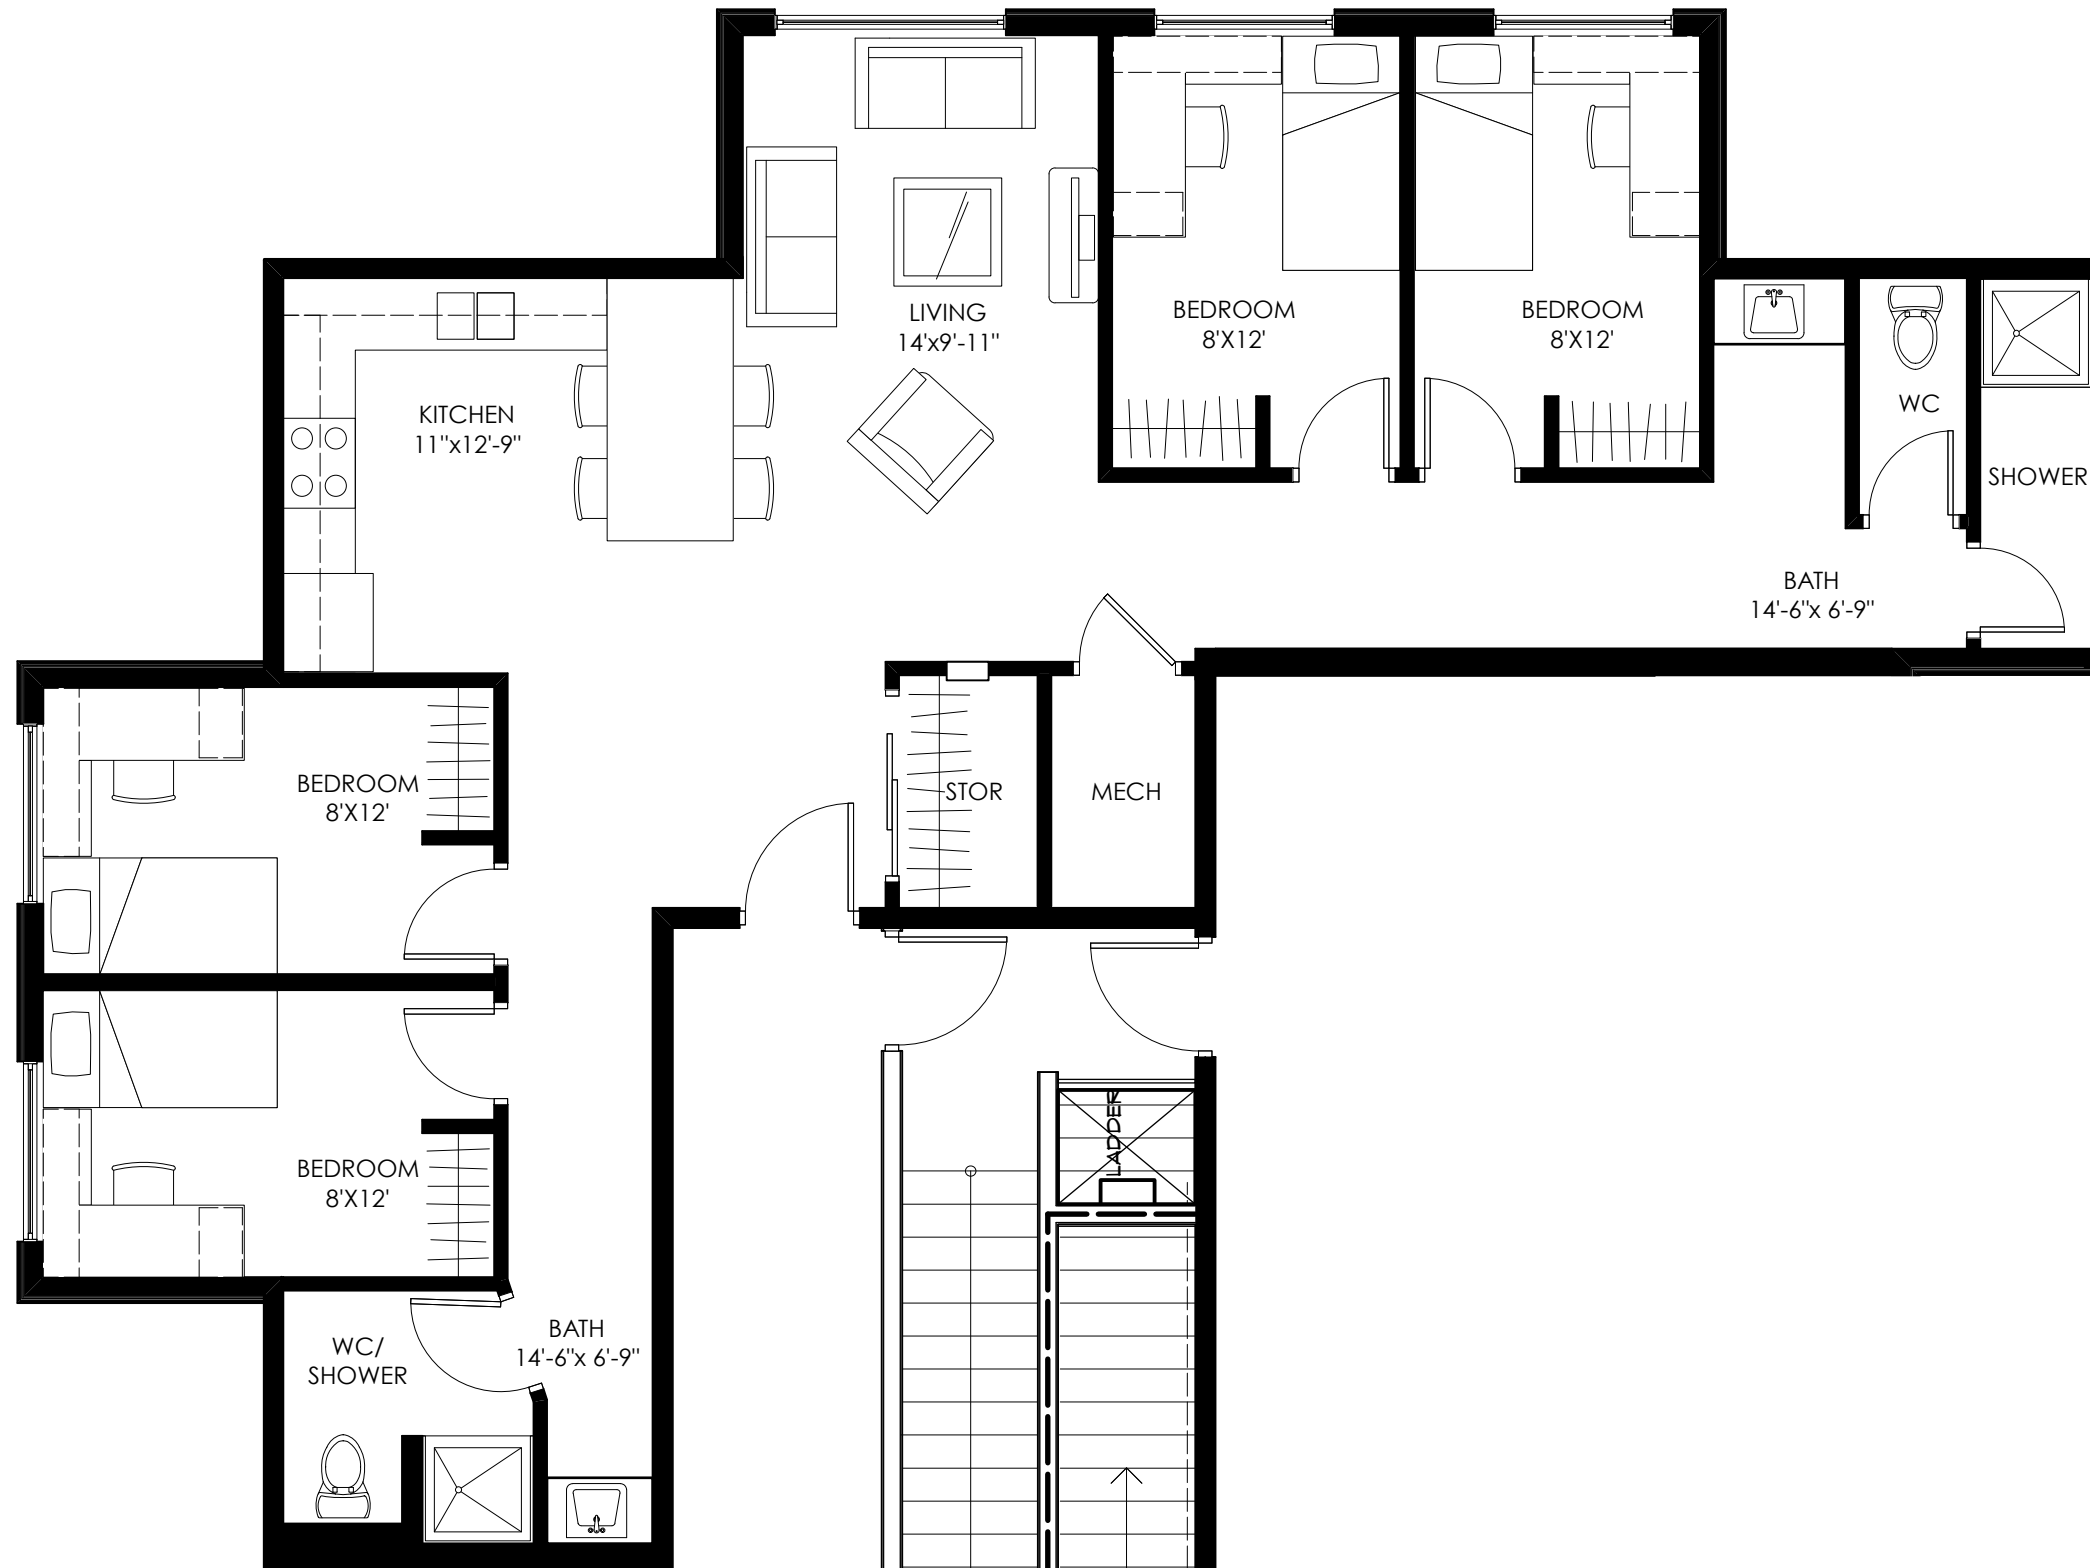 LIVING
14'x9'-11"
BEDROOM
8'X12'
BEDROOM
8'X12'
KITCHEN
11"x12'-9"
WC
SHOWER
BATH
14'-6"x 6'-9"
BEDROOM
8'X12'
STOR
MECH
LADDER
BEDROOM
8'X12'
WC/
SHOWER
BATH
14'-6"x 6'-9"